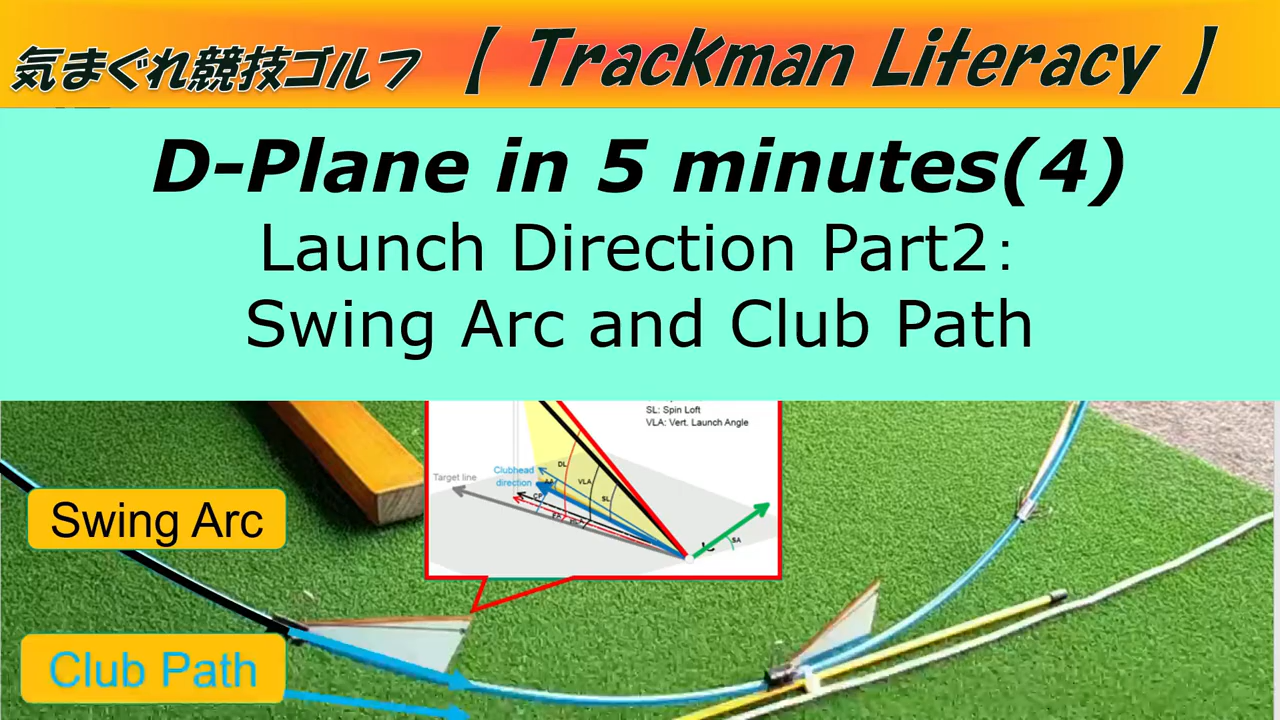 気まぐれ競技ゴルフ 【 Trackman Literacy 】
D-Plane in 5 minutes(4)
Launch Direction Part2:
Swing Arc and Club Path
SL: Spin Loft
VLA: Vert. Launch Angle
DL
Clubhead
direction
Target line
VLA
SL
CP
SA
Swing Arc
Club Path